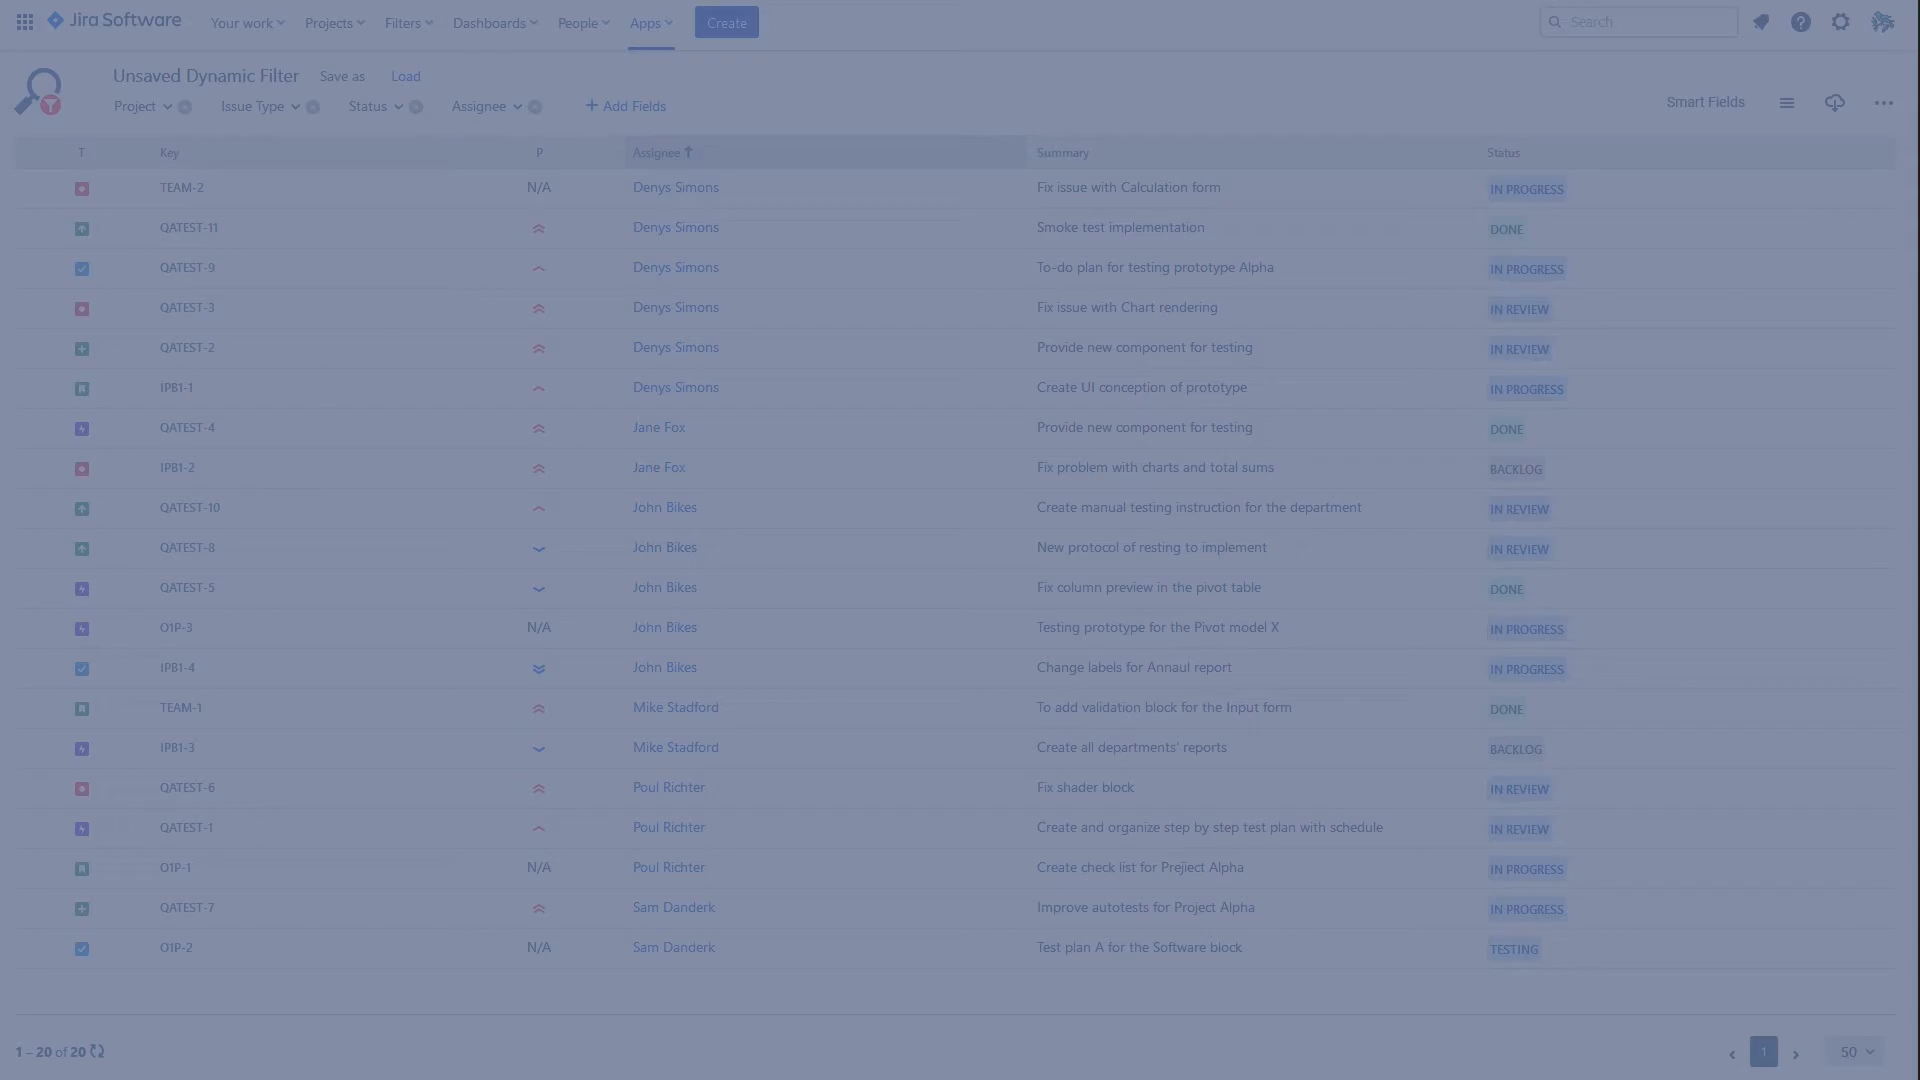 Jira Software Your work Projects Filters Dashboards People Apps Create Search
Unsaved Dynamic Filter Save as Load
Project Issue Type Status Assignee + Add Fields Smart Fields
T Key P Assignee Summary Status
TEAM-2 N/A Denys Simons Fix issue with Calculation form IN PROGRESS
QATEST-11 Denys Simons Smoke test implementation DONE
QATEST-9 Denys Simons To-do plan for testing prototype Alpha IN PROGRESS
QATEST-3 Denys Simons Fix issue with Chart rendering IN REVIEW
QATEST-2 Denys Simons Provide new component for testing IN REVIEW
IPB1-1 Denys Simons Create UI conception of prototype IN PROGRESS
QATEST-4 Jane Fox Provide new component for testing DONE
IPB1-2 Jane Fox Fix problem with charts and total sums BACKLOG
QATEST-10 John Bikes Create manual testing instruction for the department IN REVIEW
QATEST-8 John Bikes New protocol of resting to implement IN REVIEW
QATEST-5 John Bikes Fix column preview in the pivot table DONE
O1P-3 N/A John Bikes Testing prototype for the Pivot model X IN PROGRESS
IPB1-4 John Bikes Change labels for Annaul report IN PROGRESS
TEAM-1 Mike Stadford To add validation block for the Input form DONE
IPB1-3 Mike Stadford Create all departments' reports BACKLOG
QATEST-6 Poul Richter Fix shader block IN REVIEW
QATEST-1 Poul Richter Create and organize step by step test plan with schedule IN REVIEW
O1P-1 N/A Poul Richter Create check list for Prejiect Alpha IN PROGRESS
QATEST-7 Sam Danderk Improve autotests for Project Alpha IN PROGRESS
O1P-2 N/A Sam Danderk Test plan A for the Software block TESTING
1 – 20 of 20 1 50